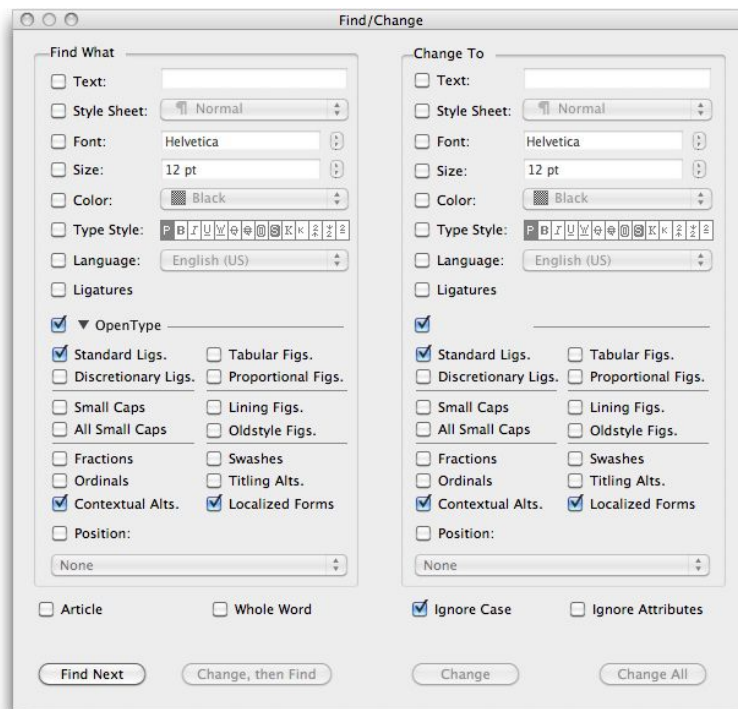 Find/Change
Find What
Text:
Style Sheet: ¶ Normal
Font: Helvetica
Size: 12 pt
Color: Black
Type Style: P B I U W
Language: English (US)
Ligatures
OpenType
Standard Ligs. Tabular Figs.
Discretionary Ligs. Proportional Figs.
Small Caps Lining Figs.
All Small Caps Oldstyle Figs.
Fractions Swashes
Ordinals Titling Alts.
Contextual Alts. Localized Forms
Position:
None
Change To
Text:
Style Sheet: ¶ Normal
Font: Helvetica
Size: 12 pt
Color: Black
Type Style: P B I U W
Language: English (US)
Ligatures
Standard Ligs. Tabular Figs.
Discretionary Ligs. Proportional Figs.
Small Caps Lining Figs.
All Small Caps Oldstyle Figs.
Fractions Swashes
Ordinals Titling Alts.
Contextual Alts. Localized Forms
Position:
None
Article Whole Word Ignore Case Ignore Attributes
Find Next Change, then Find Change Change All